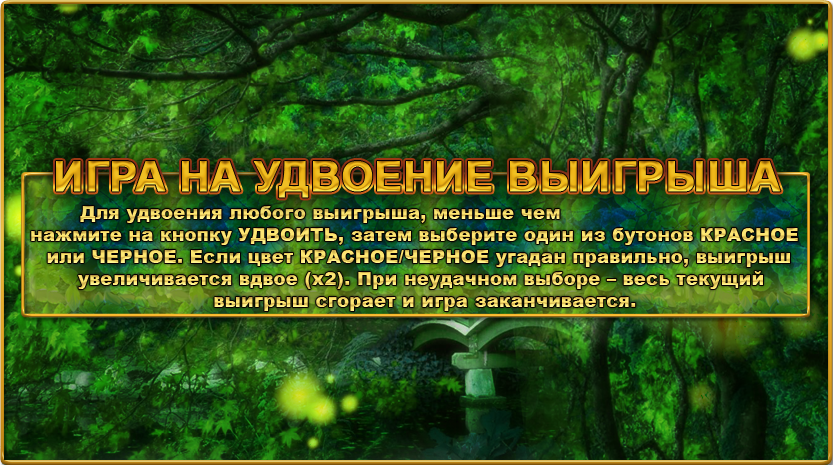 ИГРА НА УДВОЕНИЕ ВЫИГРЫША
Для удвоения любого выигрыша, меньше чем
нажмите на кнопку УДВОИТЬ, затем выберите один из бутонов КРАСНОЕ
или ЧЕРНОЕ. Если цвет КРАСНОЕ/ЧЕРНОЕ угадан правильно, выигрыш
увеличивается вдвое (x2). При неудачном выборе – весь текущий
выигрыш сгорает и игра заканчивается.